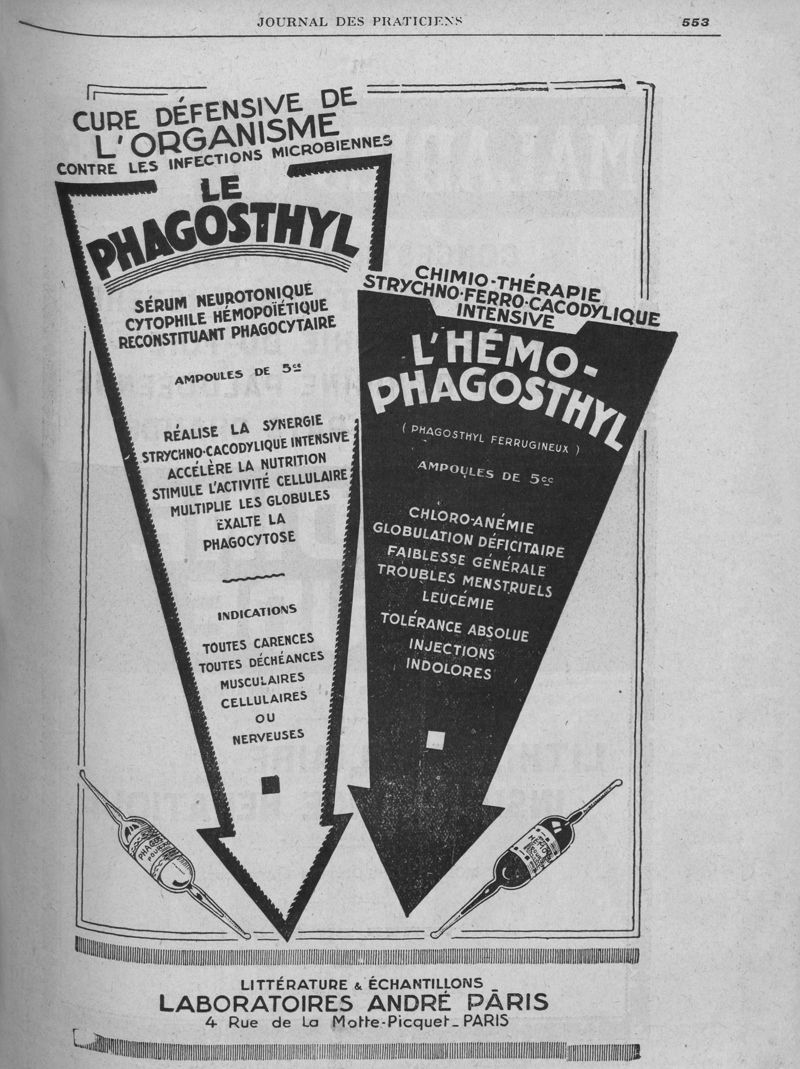 JOURNAL DES PRATICIENS
553
CURE DÉFENSIVE DE
L'ORGANISME
CONTRE LES INFECTIONS MICROBIENNES
LE
PHAGOSTHYL
SÉRUM NEUROTONIQUE
CYTOPHILE HÉMOPOÏÉTIQUE
RECONSTITUANT PHAGOCYTAIRE
AMPOULES DE 5cc
RÉALISE LA SYNERGIE
STRYCHNO-CACODYLIQUE INTENSIVE
ACCÉLÈRE LA NUTRITION
STIMULE L'ACTIVITÉ CELLULAIRE
MULTIPLIE LES GLOBULES
EXALTE LA
PHAGOCYTOSE
INDICATIONS
TOUTES CARENCES
TOUTES DÉCHÉANCES
MUSCULAIRES
CELLULAIRES
OU
NERVEUSES
CHIMIO-THÉRAPIE
STRYCHNO-FERRO-CACODYLIQUE
INTENSIVE
L'HÉMO-
PHAGOSTHYL
( PHAGOSTHYL FERRUGINEUX )
AMPOULES DE 5cc
CHLORO-ANÉMIE
GLOBULATION DÉFICITAIRE
FAIBLESSE GÉNÉRALE
TROUBLES MENSTRUELS
LEUCÉMIE
TOLÉRANCE ABSOLUE
INJECTIONS
INDOLORES
LITTÉRATURE & ÉCHANTILLONS
LABORATOIRES ANDRÉ PÂRIS
4 Rue de La Motte-Picquet_PARIS